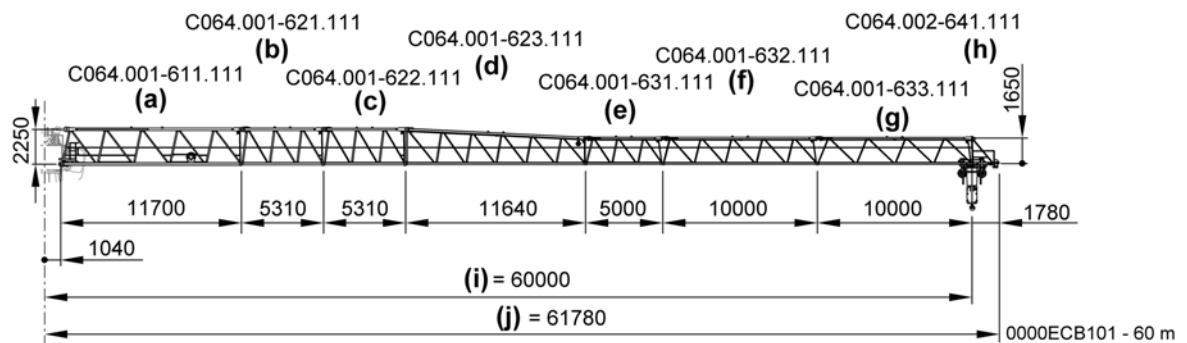 C064.001-621.111
(b)
C064.001-623.111
(d)
C064.002-641.111
(h)
C064.001-611.111
(a)
C064.001-622.111
(c)
C064.001-632.111
(f)
C064.001-631.111
(e)
C064.001-633.111
(g)
1650
2250
11700
5310
5310
11640
5000
10000
10000
1780
1040
(i) = 60000
(j) = 61780
0000ECB101 - 60 m